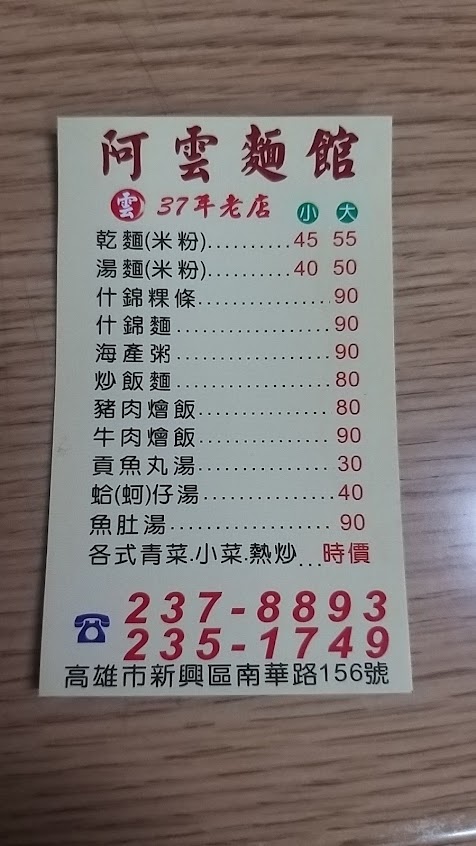 阿雲麵館
雲 37年老店 小 大
乾麵(米粉)..........45 55
湯麵(米粉)..........40 50
什錦粿條................90
什錦麵...................90
海產粥...................90
炒飯麵...................80
豬肉燴飯................80
牛肉燴飯................90
貢魚丸湯................30
蛤(蚵)仔湯..............40
魚肚湯....................90
各式青菜.小菜.熱炒...時價
☎ 237-8893
235-1749
高雄市新興區南華路156號